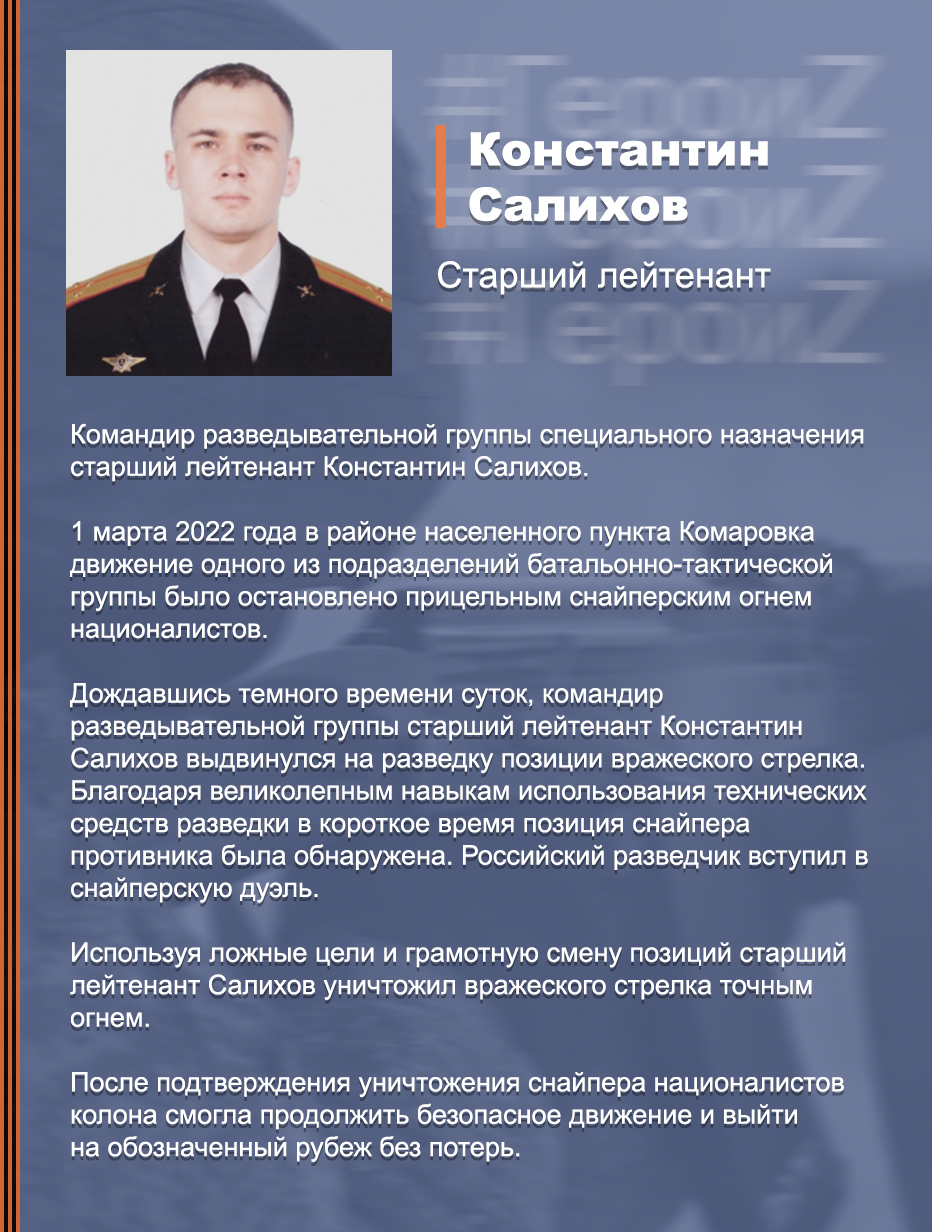 #ГероиZ
Константин
Салихов
#ГероиZ
Старший лейтенант
#ГероиZ
Командир разведывательной группы специального назначения
старший лейтенант Константин Салихов.
1 марта 2022 года в районе населенного пункта Комаровка
движение одного из подразделений батальонно-тактической
группы было остановлено прицельным снайперским огнем
националистов.
Дождавшись темного времени суток, командир
разведывательной группы старший лейтенант Константин
Салихов выдвинулся на разведку позиции вражеского стрелка.
Благодаря великолепным навыкам использования технических
средств разведки в короткое время позиция снайпера
противника была обнаружена. Российский разведчик вступил в
снайперскую дуэль.
Используя ложные цели и грамотную смену позиций старший
лейтенант Салихов уничтожил вражеского стрелка точным
огнем.
После подтверждения уничтожения снайпера националистов
колона смогла продолжить безопасное движение и выйти
на обозначенный рубеж без потерь.